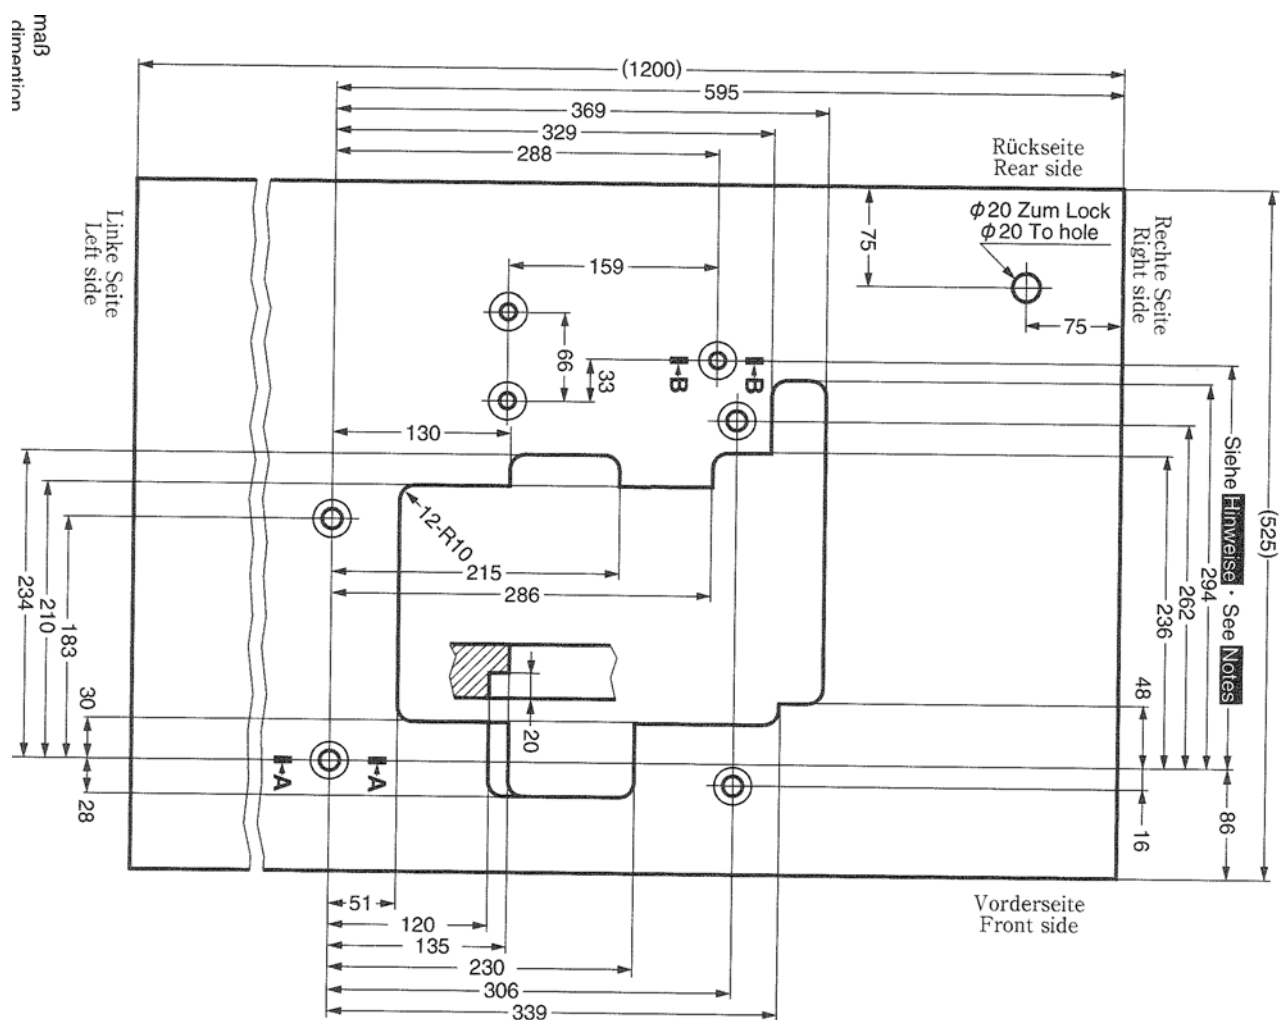 maß
dimention
(1200)
595
369
329
288
Rückseite
Rear side
φ20 Zum Lock
φ20 To hole
Rechte Seite
Right side
Linke Seite
Left side
75
75
159
66
33
B
B
130
12-R10
215
286
234
210
183
30
28
20
A
A
Siehe Hinweise · See Notes
(525)
294
262
236
48
16
86
51
120
135
230
306
339
Vorderseite
Front side